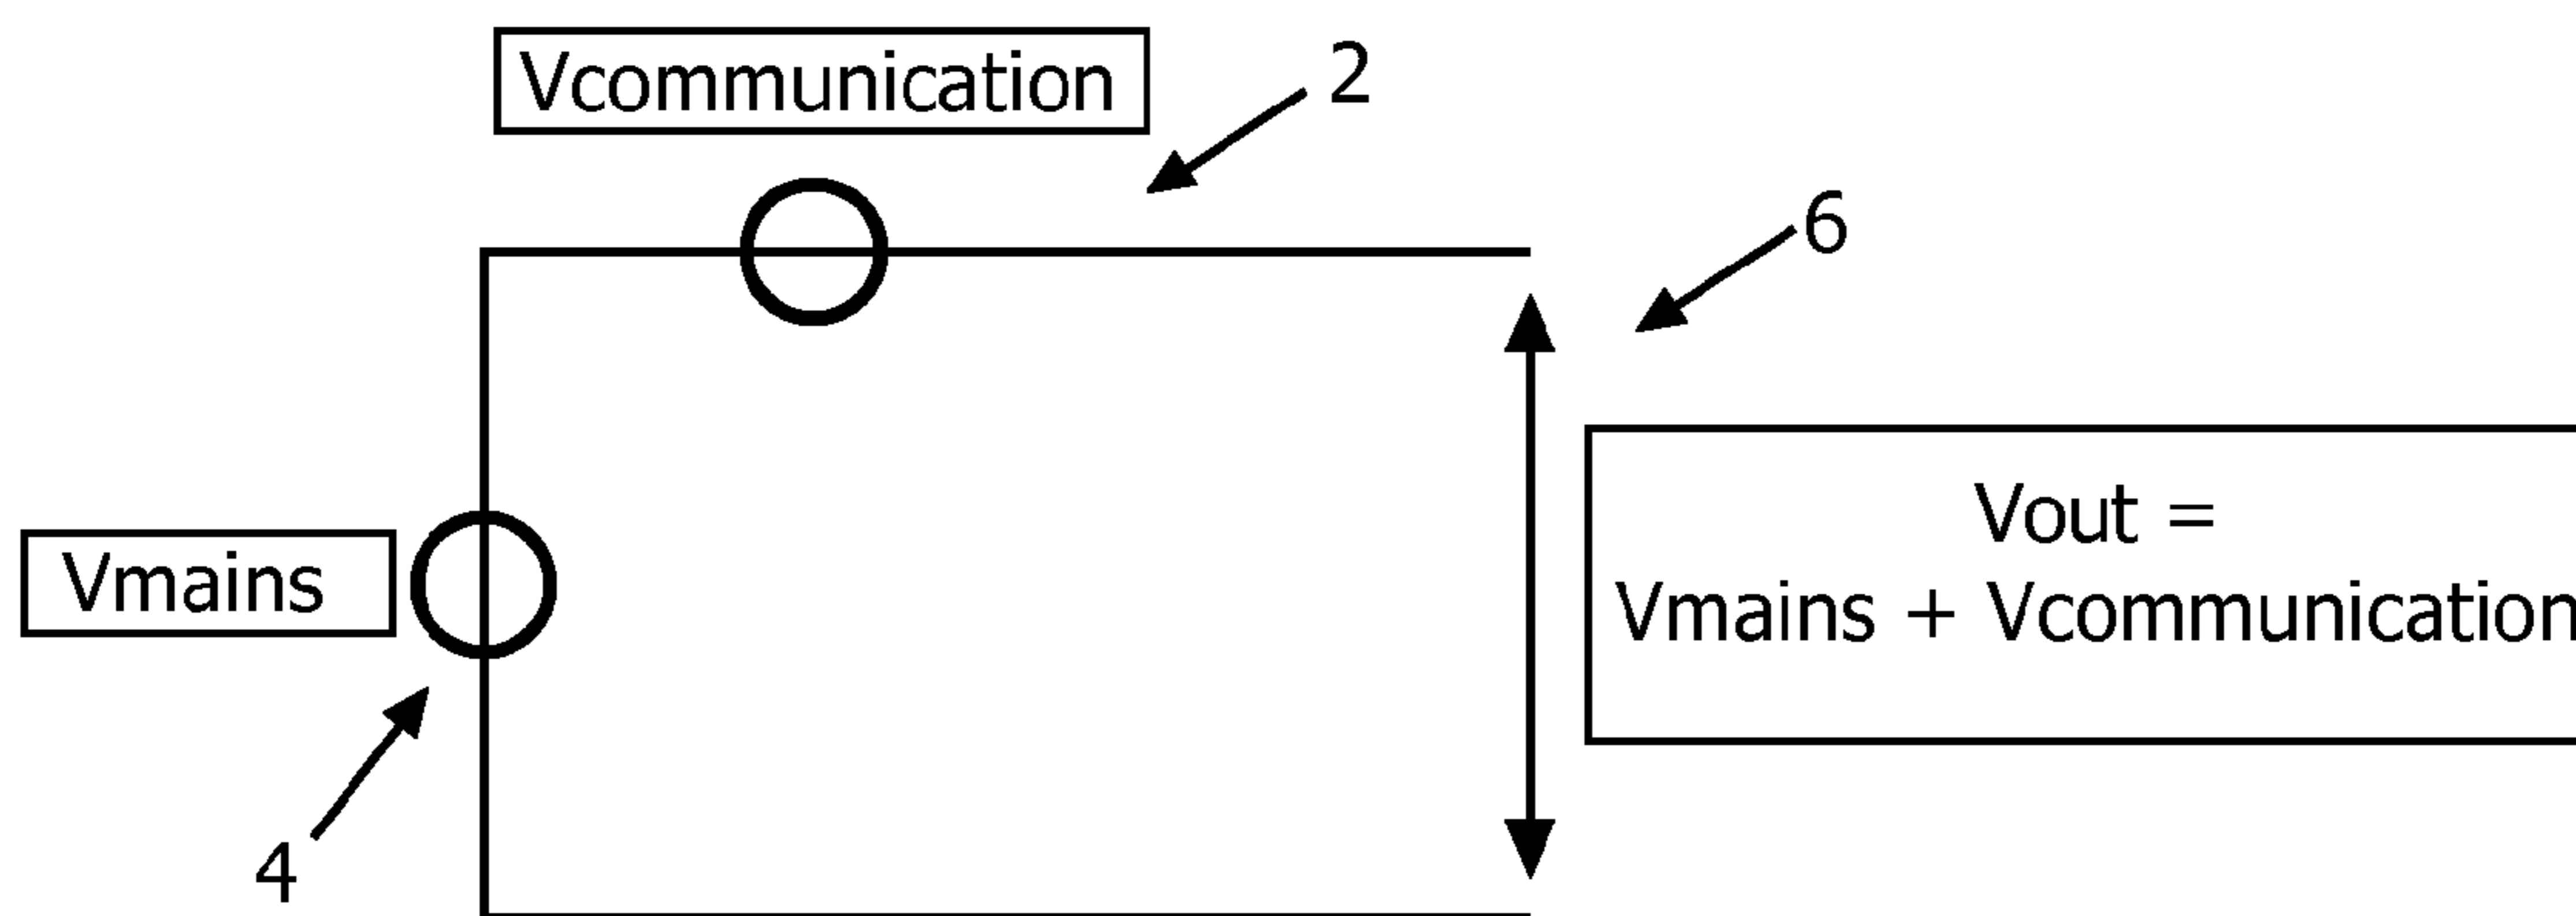 Vcommunication
2
6
Vmains
Vout =
Vmains + Vcommunication
4